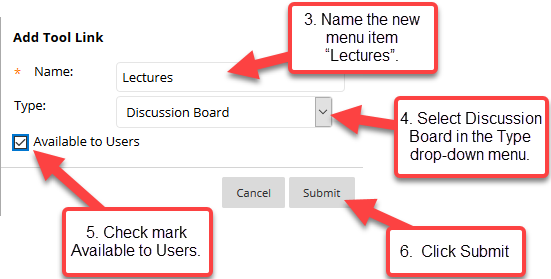 3. Name the new
menu item
“Lectures”.
Add Tool Link
* Name:
Lectures
Type:
Discussion Board
4. Select Discussion
Board in the Type
drop-down menu.
Available to Users
Cancel
Submit
5. Check mark
Available to Users.
6. Click Submit